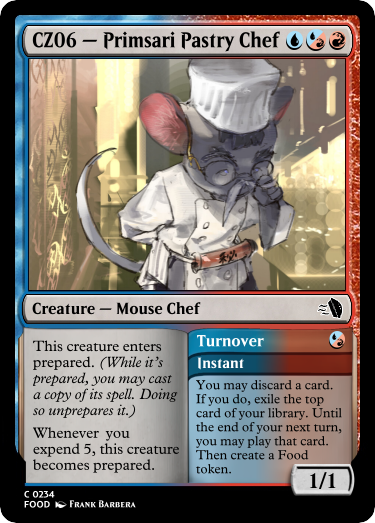 CZ06 — Primsari Pastry Chef
Creature — Mouse Chef
This creature enters
prepared. (While it's
prepared, you may cast
a copy of its spell. Doing
so unprepares it.)
Whenever you
expend 5, this creature
becomes prepared.
Turnover
Instant
You may discard a card.
If you do, exile the top
card of your library. Until
the end of your next turn,
you may play that card.
Then create a Food
token.
1/1
C 0234
FOOD Frank Barbera